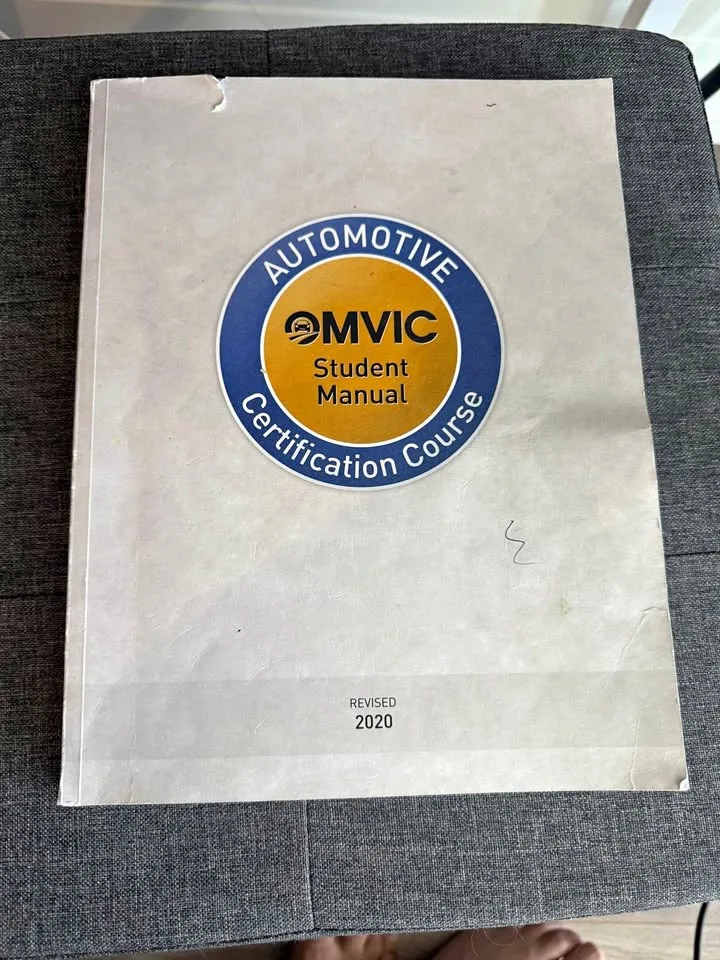 AUTOMOTIVE
OMVIC
Student
Manual
Certification Course
REVISED
2020